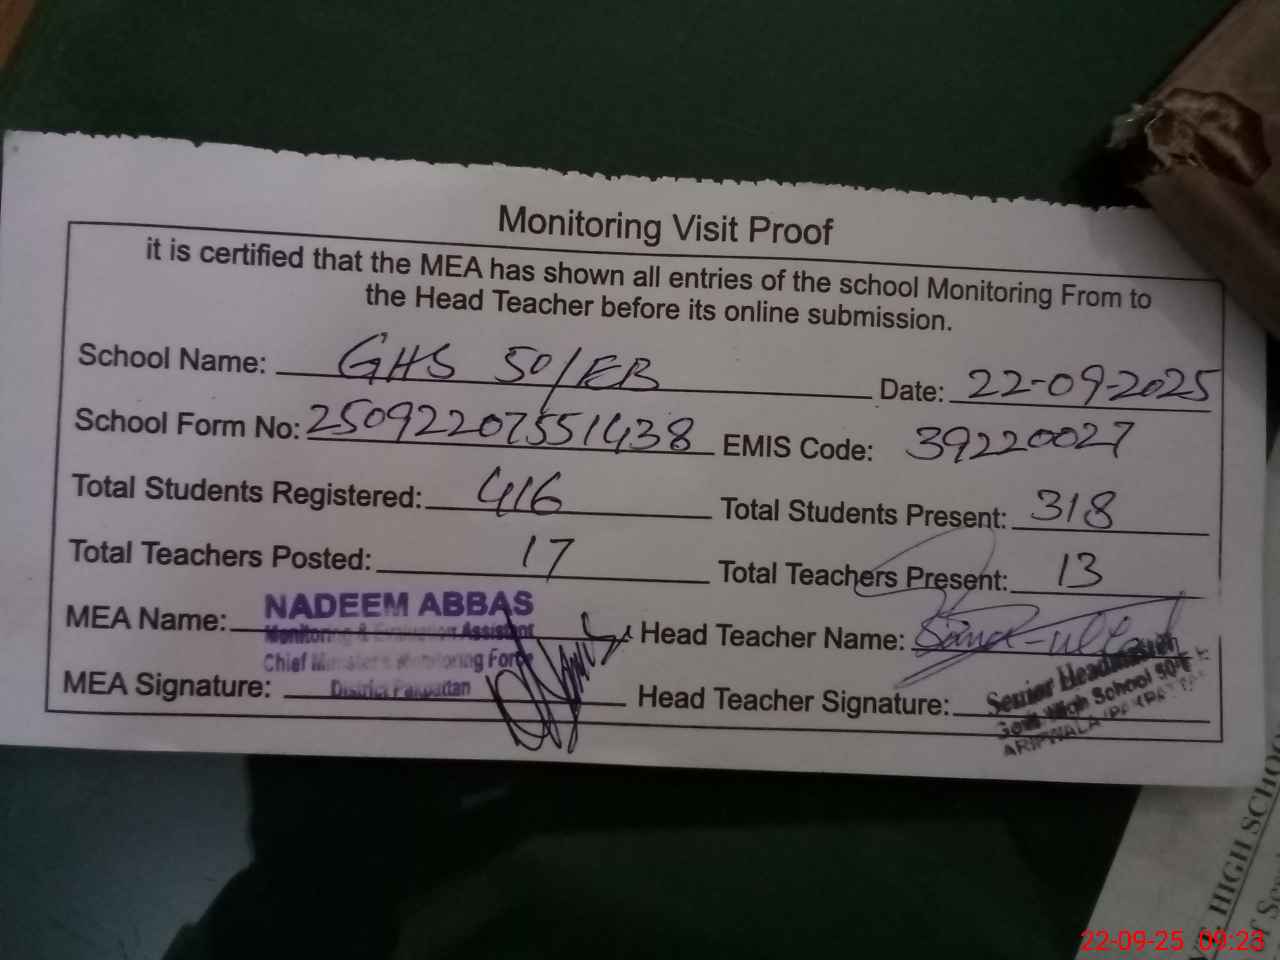 Monitoring Visit Proof
it is certified that the MEA has shown all entries of the school Monitoring From to
the Head Teacher before its online submission.
School Name: GHS 50/EB Date: 22-09-2025
School Form No: 25092207551438 EMIS Code: 39220027
Total Students Registered: 416 Total Students Present: 318
Total Teachers Posted: 17 Total Teachers Present: 13
MEA Name: NADEEM ABBAS Head Teacher Name:
Monitoring & Evaluation Assistant
Chief Minister's Monitoring Force
District Pakpattan
MEA Signature: Head Teacher Signature:
Senior Headmaster
Govt High School 50/E
ARIFWALA (PAKPATTAN
HIGH SCHOO
22-09-25 09:23